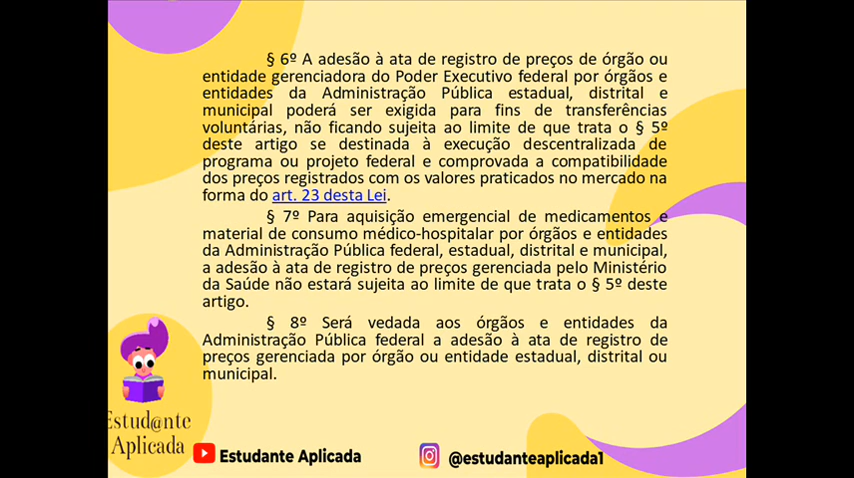 § 6º A adesão à ata de registro de preços de órgão ou
entidade gerenciadora do Poder Executivo federal por órgãos e
entidades da Administração Pública estadual, distrital e
municipal poderá ser exigida para fins de transferências
voluntárias, não ficando sujeita ao limite de que trata o § 5º
deste artigo se destinada à execução descentralizada de
programa ou projeto federal e comprovada a compatibilidade
dos preços registrados com os valores praticados no mercado na
forma do art. 23 desta Lei.
§ 7º Para aquisição emergencial de medicamentos e
material de consumo médico-hospitalar por órgãos e entidades
da Administração Pública federal, estadual, distrital e municipal,
a adesão à ata de registro de preços gerenciada pelo Ministério
da Saúde não estará sujeita ao limite de que trata o § 5º deste
artigo.
§ 8º Será vedada aos órgãos e entidades da
Administração Pública federal a adesão à ata de registro de
preços gerenciada por órgão ou entidade estadual, distrital ou
municipal.
Estud@nte
Aplicada
Estudante Aplicada
@estudanteaplicada1